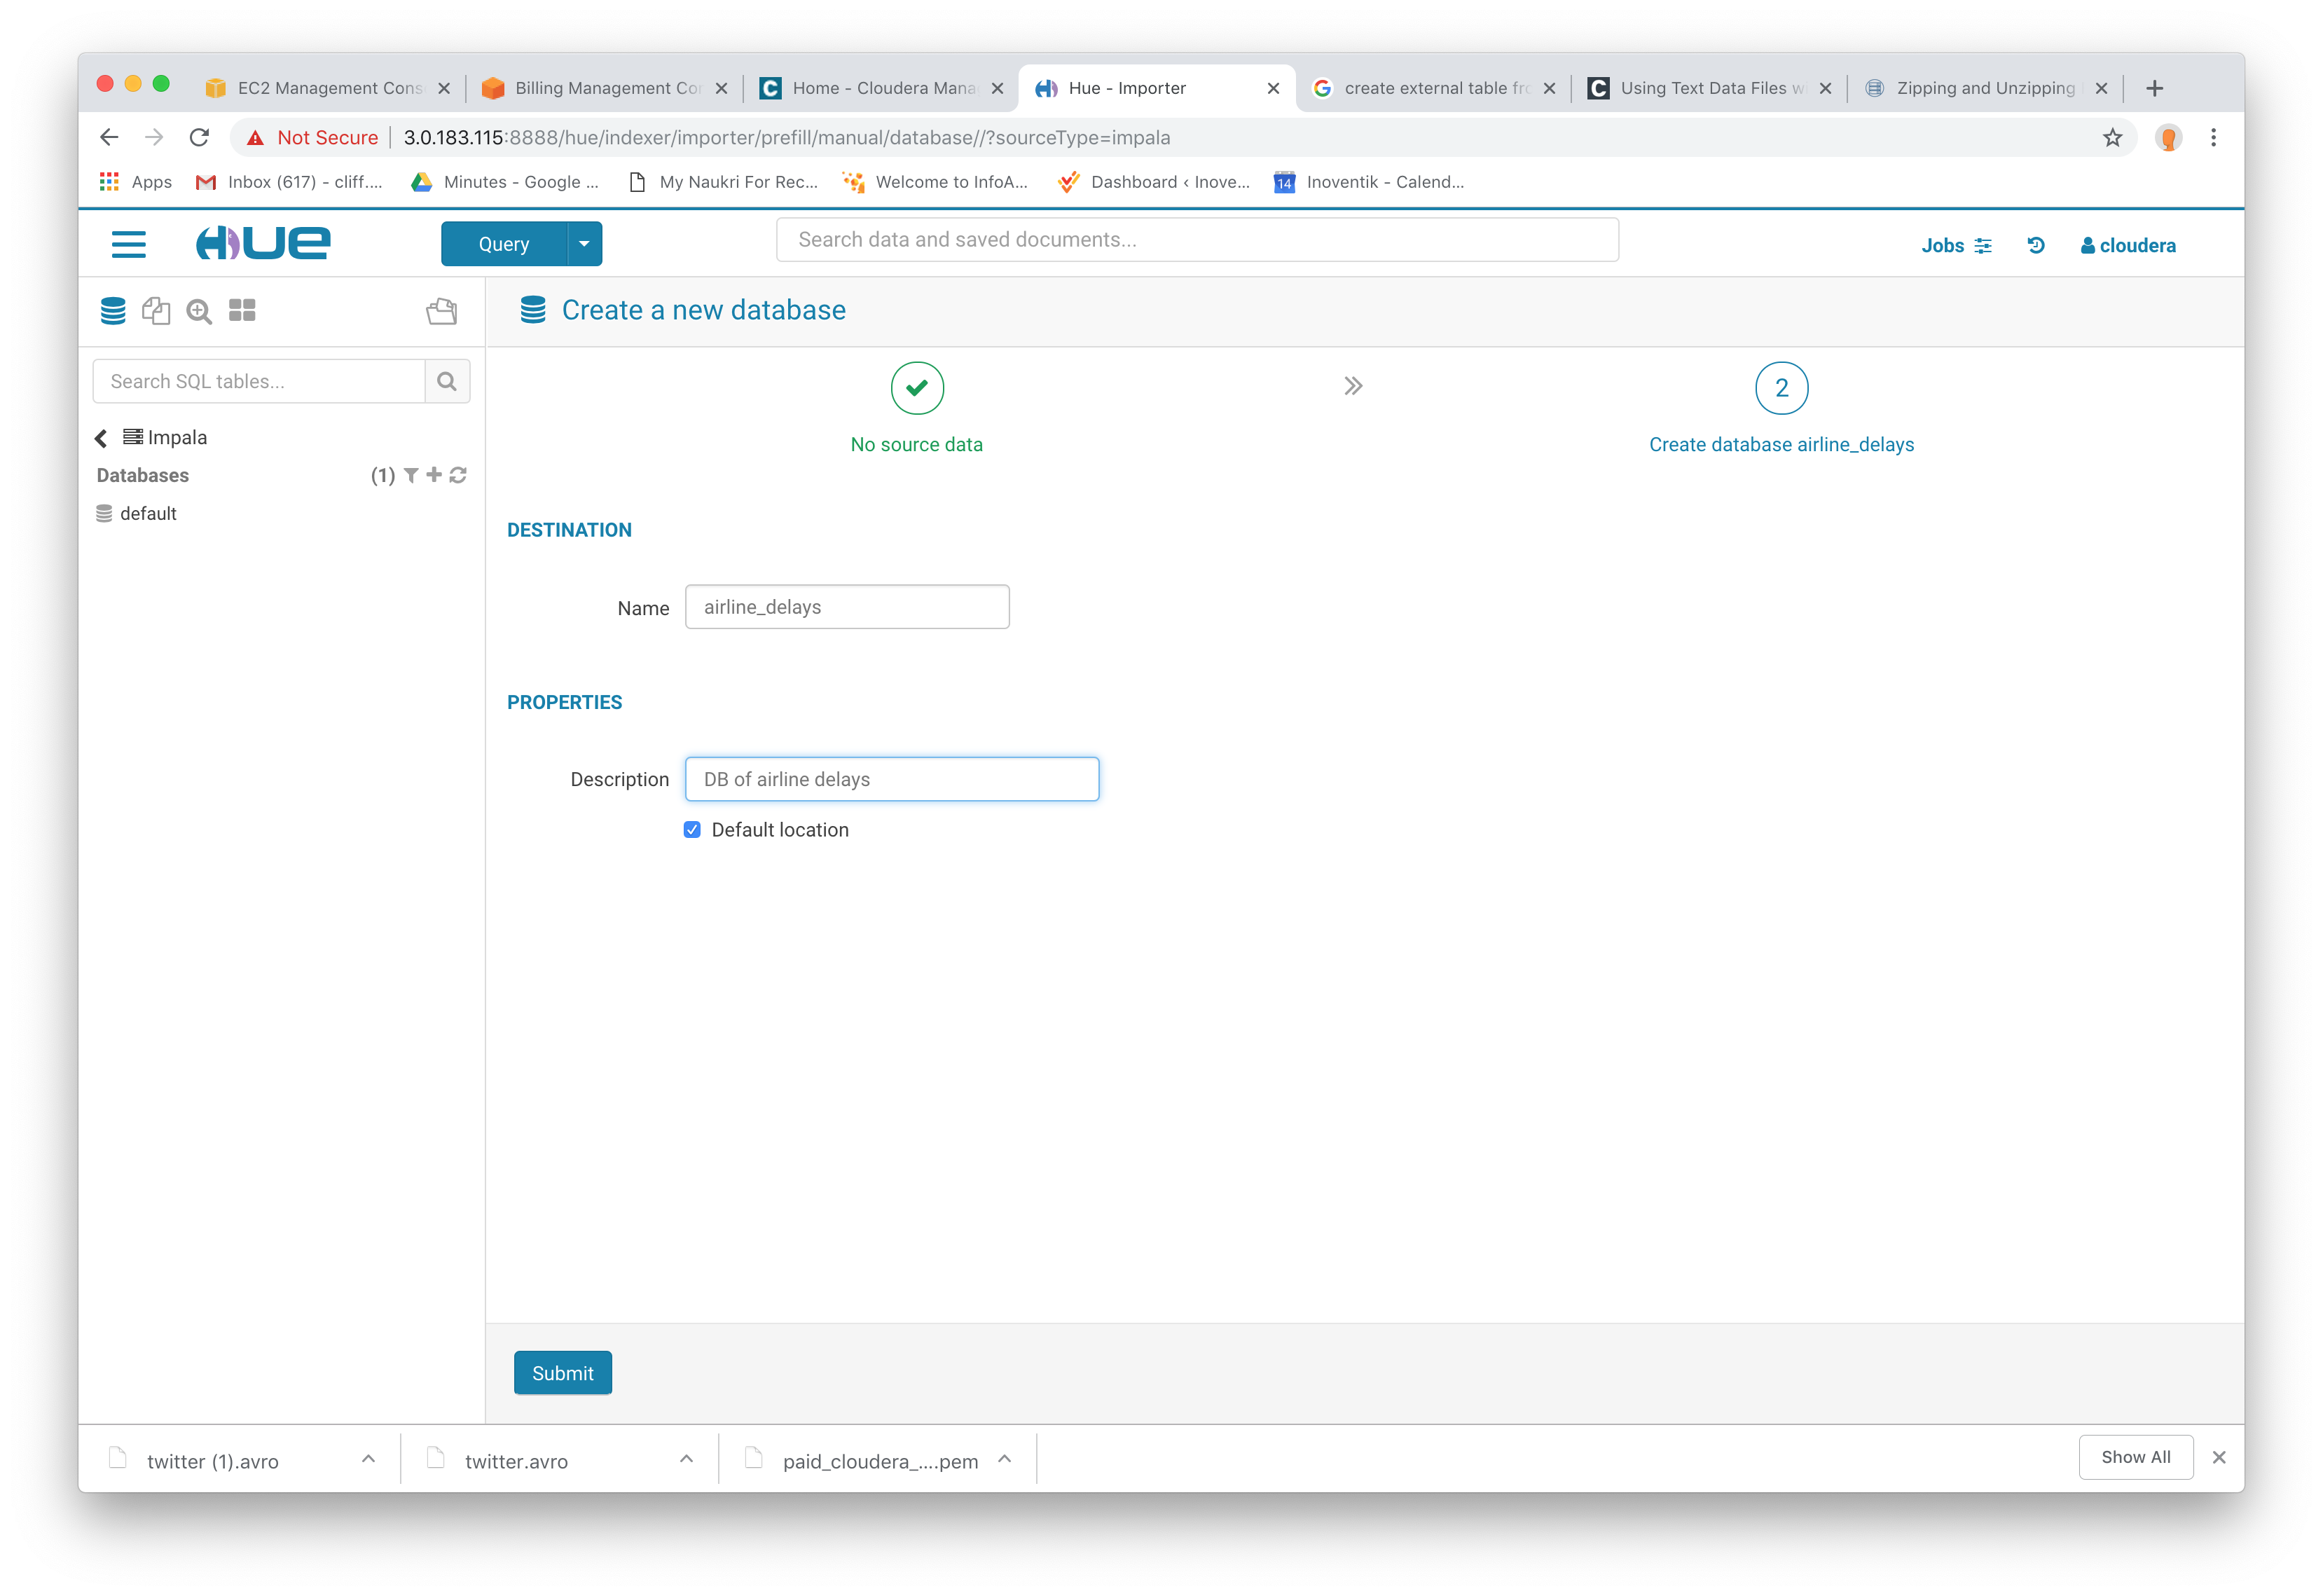 EC2 Management Cons
Billing Management Co
Home - Cloudera Mana
Hue - Importer
create external table fr
Using Text Data Files w
Zipping and Unzipping
Not Secure
3.0.183.115:8888/hue/indexer/importer/prefill/manual/database//?sourceType=impala
Apps
Inbox (617) - cliff....
Minutes - Google ...
My Naukri For Rec...
Welcome to InfoA...
Dashboard ‹ Inove...
14
Inoventik - Calend...
HUE
Query
Search data and saved documents...
Jobs
cloudera
Create a new database
Search SQL tables...
Impala
Databases
(1)
default
2
No source data
Create database airline_delays
DESTINATION
Name
airline_delays
PROPERTIES
Description
DB of airline delays
Default location
Submit
twitter (1).avro
twitter.avro
paid_cloudera_....pem
Show All